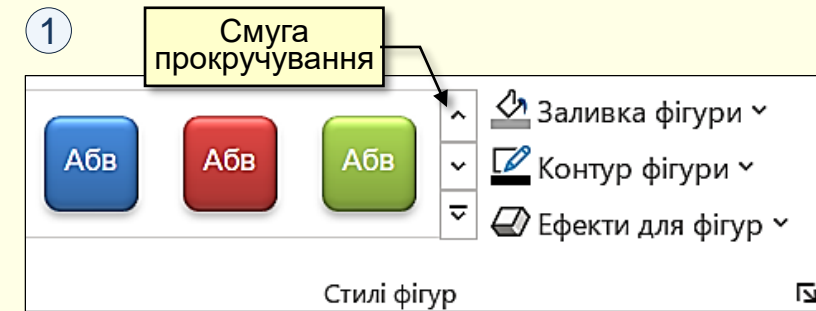 1
Смуга
прокручування
Абв Абв Абв
Заливка фігури
Контур фігури
Ефекти для фігур
Стилі фігур